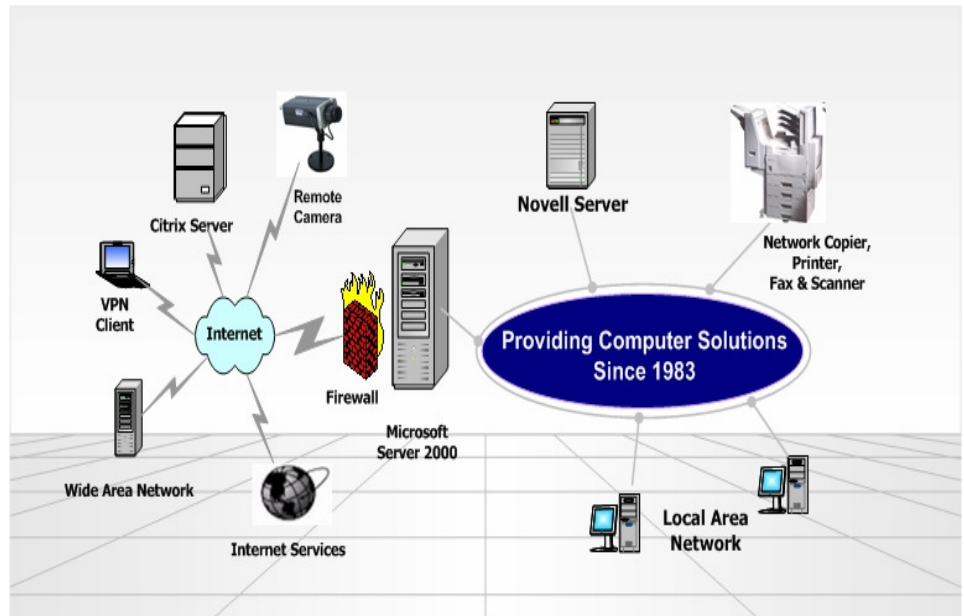 Citrix Server
Remote
Camera
Novell Server
Network Copier,
Printer,
Fax & Scanner
VPN
Client
Internet
Firewall
Providing Computer Solutions
Since 1983
Microsoft
Server 2000
Wide Area Network
Internet Services
Local Area
Network